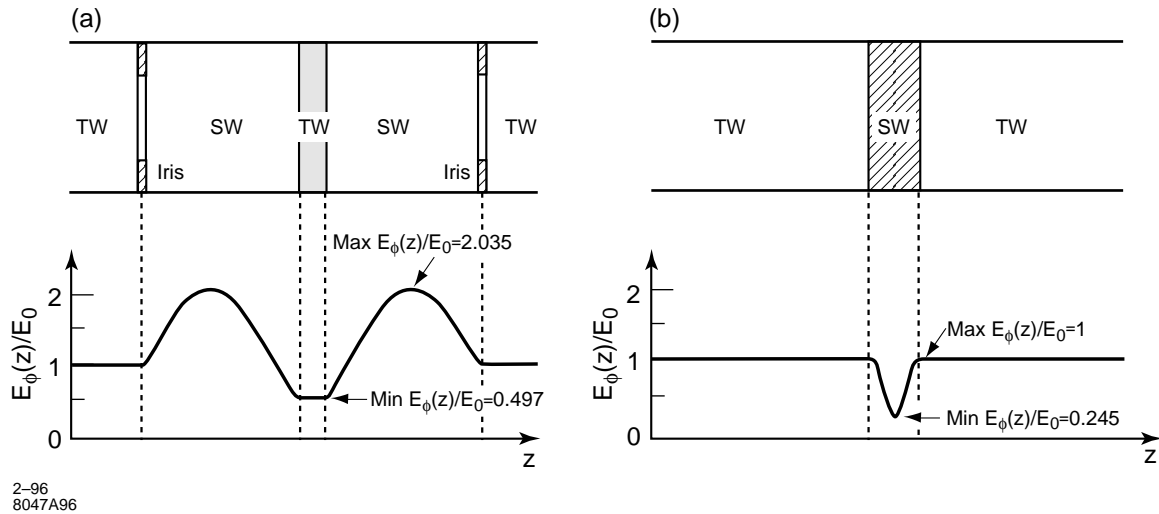 (a)
TW
SW
TW
SW
TW
Iris
Iris
Max Eϕ(z)/E0=2.035
2
1
0
Eϕ(z)/E0
Min Eϕ(z)/E0=0.497
z
(b)
TW
SW
TW
2
1
0
Eϕ(z)/E0
Max Eϕ(z)/E0=1
Min Eϕ(z)/E0=0.245
z
2–96
8047A96